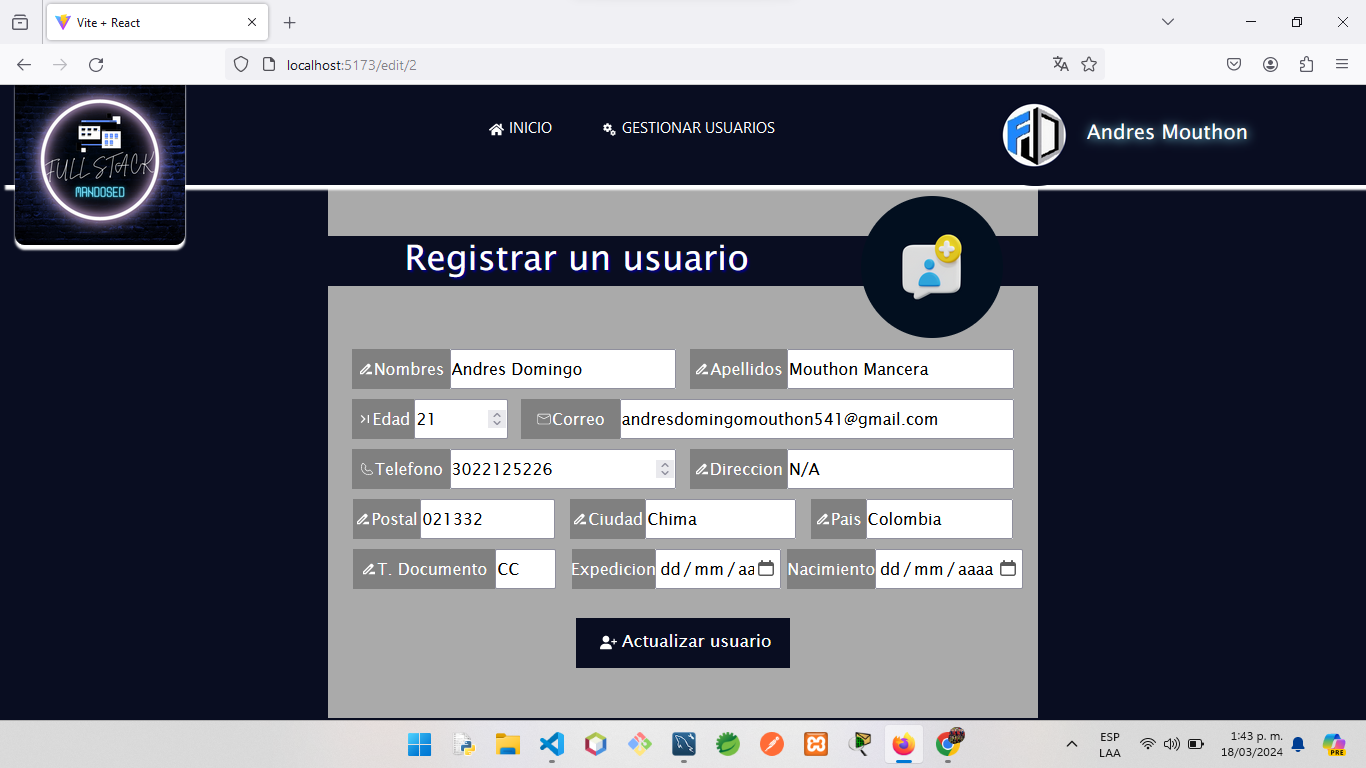 Vite + React
localhost:5173/edit/2
FULL STACK
MANDOSED
INICIO
GESTIONAR USUARIOS
Andres Mouthon
Registrar un usuario
Nombres Andres Domingo
Apellidos Mouthon Mancera
Edad 21
Correo andresdomingomouthon541@gmail.com
Telefono 3022125226
Direccion N/A
Postal 021332
Ciudad Chima
Pais Colombia
T. Documento CC
Expedicion dd/mm/aa
Nacimiento dd/mm/aaaa
Actualizar usuario
ESP
LAA
1:43 p. m.
18/03/2024
PRE